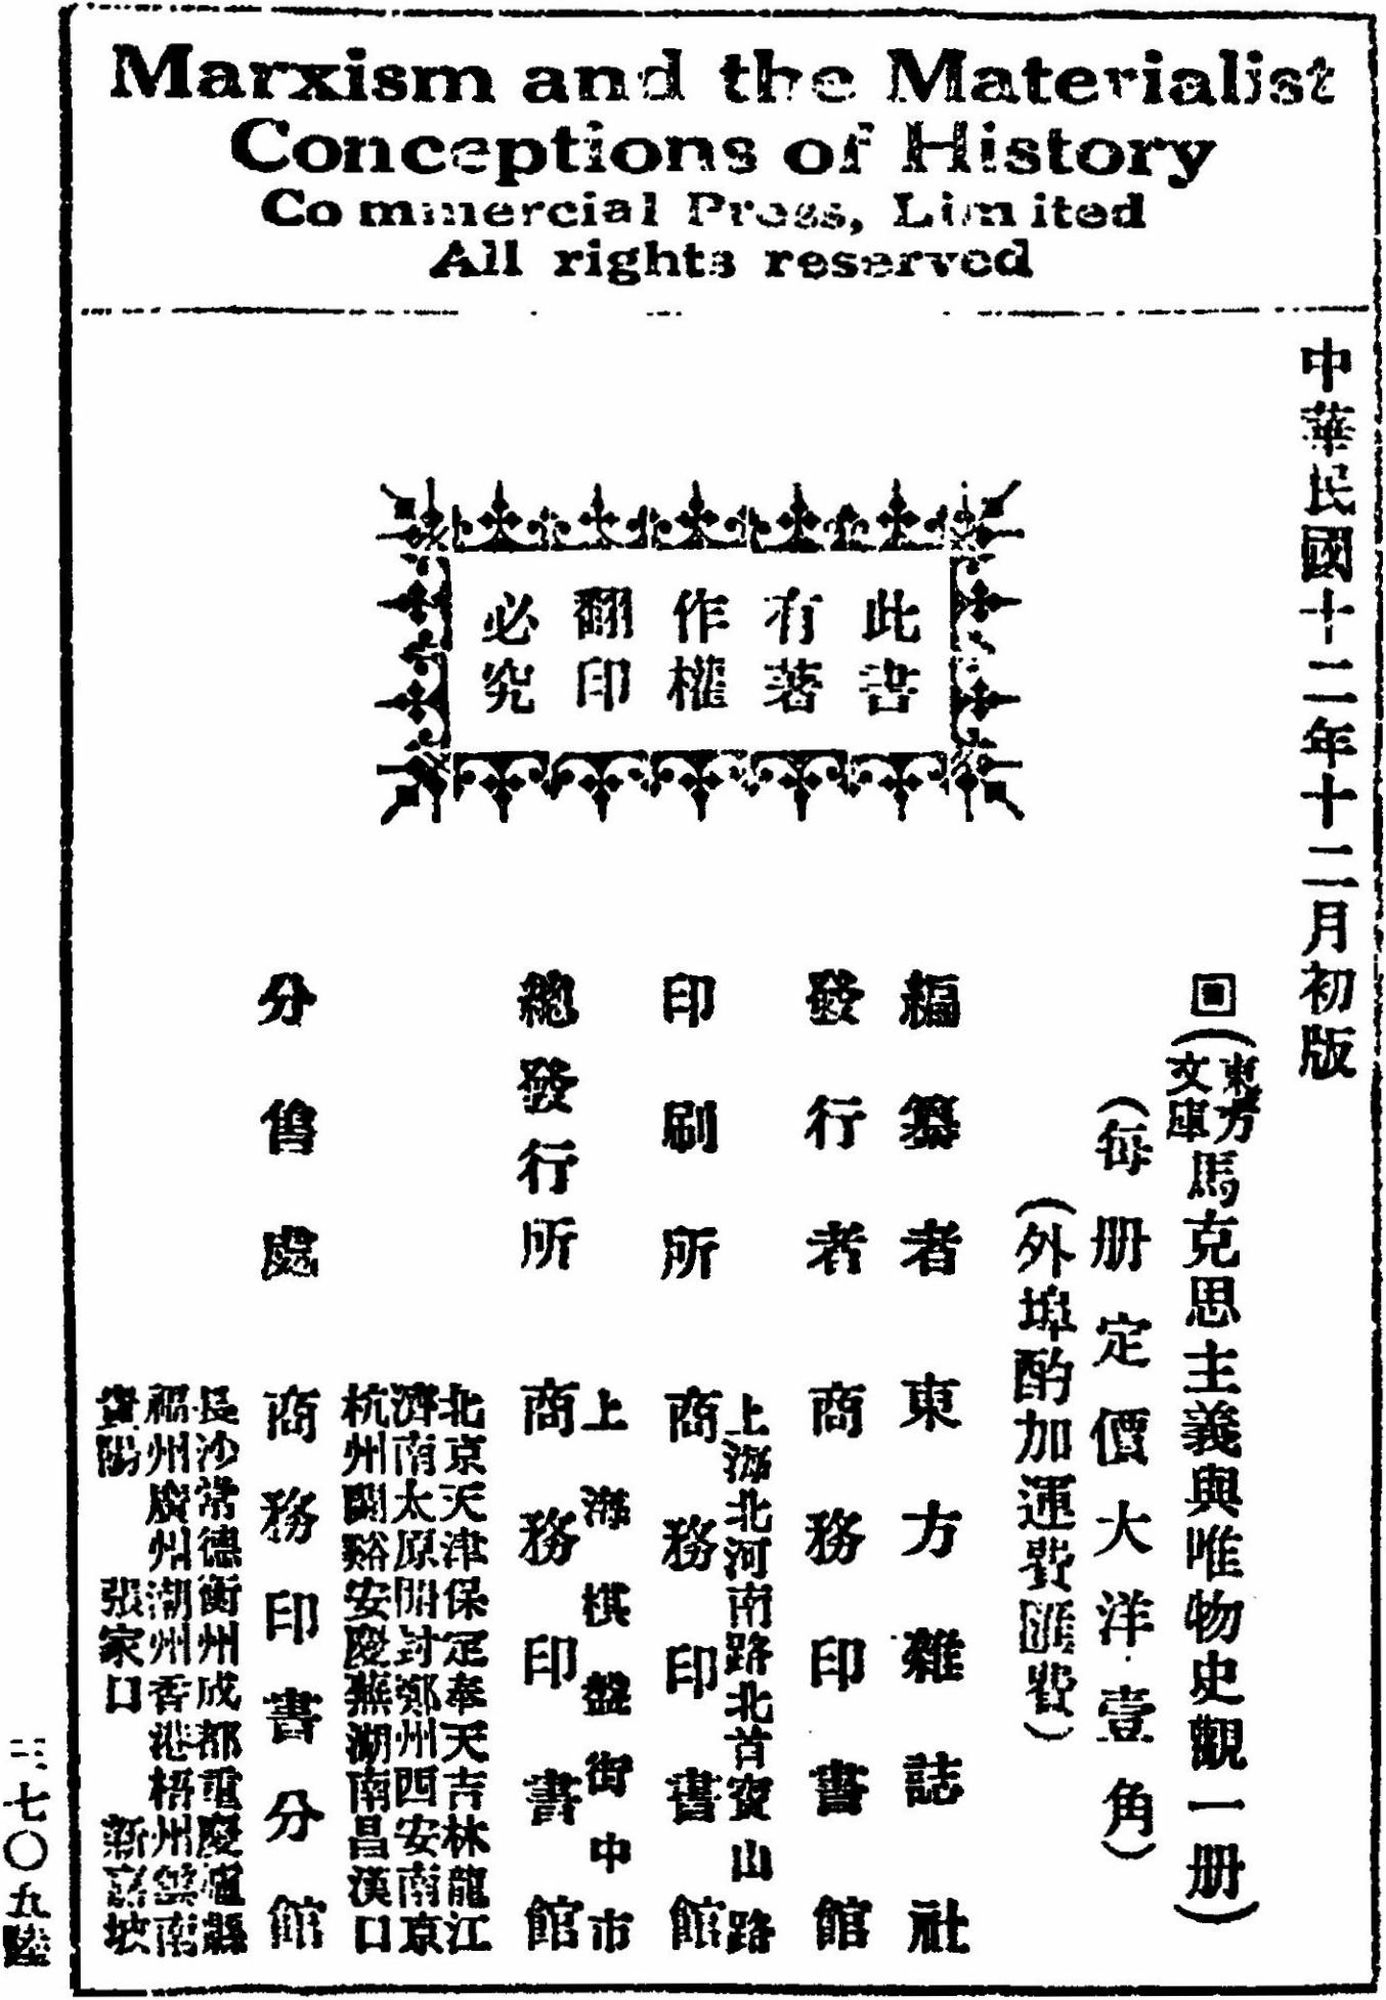 Marxism and the Materialist
Conceptions of History
Commercial Press, Limited
All rights reserved
中華民國十二年十二月初版
此書
有著
作權
翻印
必究
回(東方文庫)馬克思主義與唯物史觀一册)
(每册定價大洋壹角)
(外埠酌加運費匯費)
編纂者 東方雜誌社
發行者 商務印書館
印刷所 上海北河南路北首寶山路
商務印書館
總發行所 上海棋盤街中市
商務印書館
分售處 商務印書分館
北京天津保定奉天吉林龍江
濟南太原開封鄭州西安南京
杭州蘭谿安慶蕪湖南昌漢口
長沙常德衡州成都重慶瀘縣
福州廣州潮州香港梧州雲南
貴陽 張家口 新嘉坡
七〇九陸